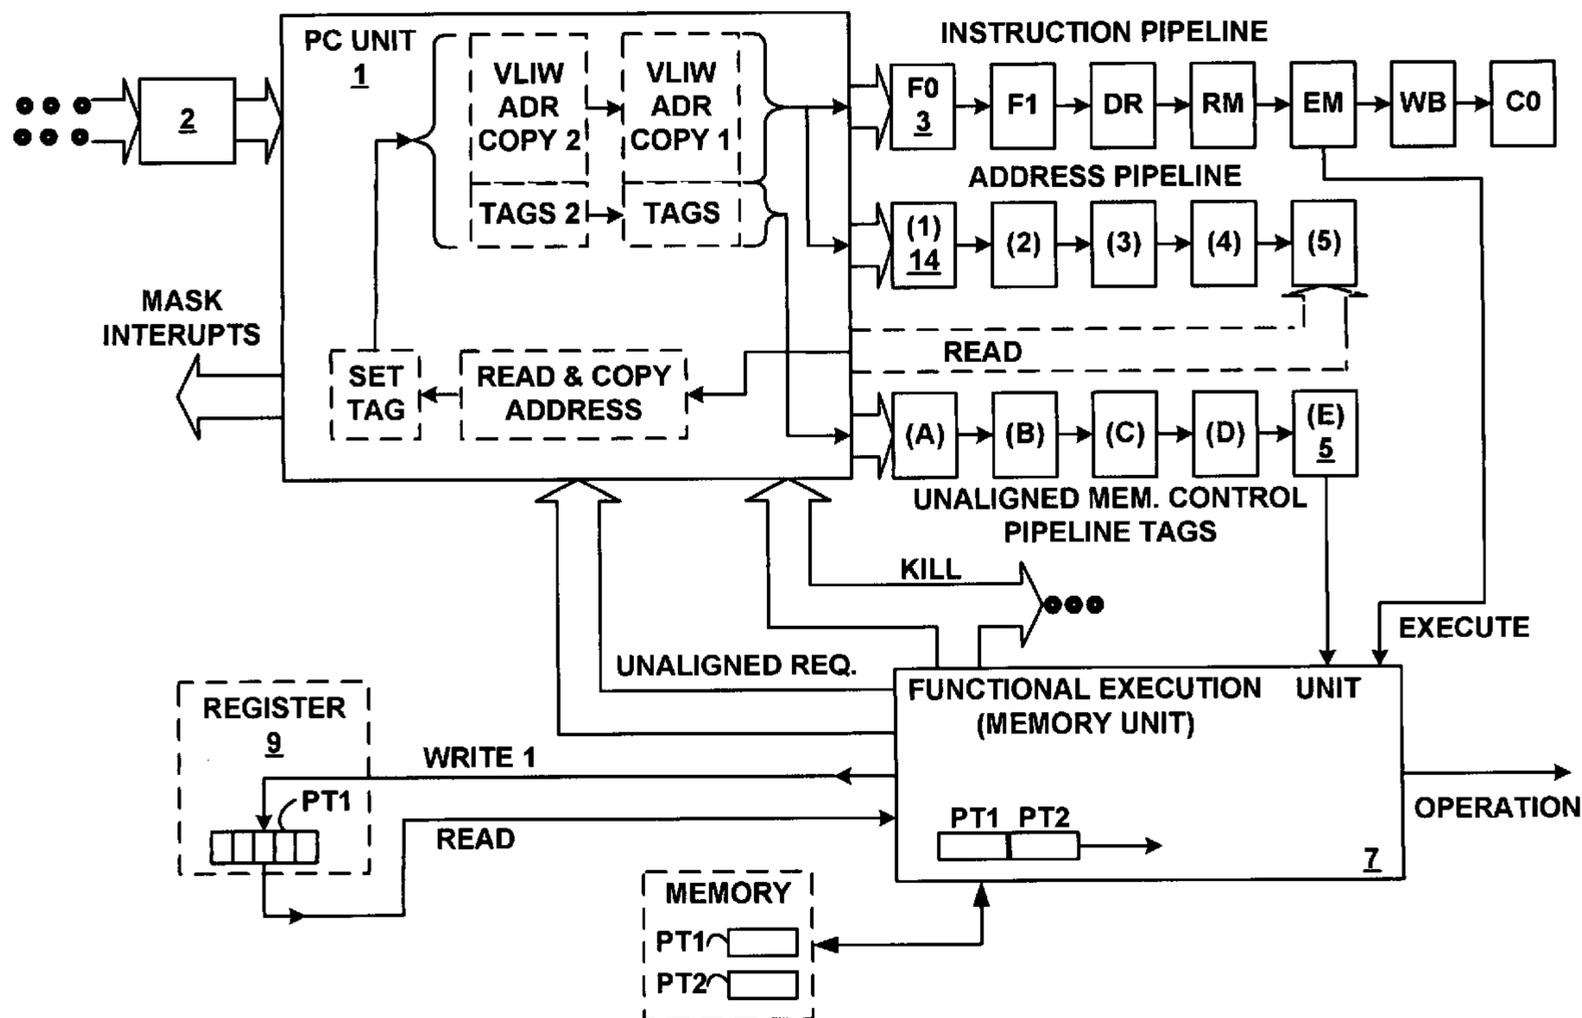 INSTRUCTION PIPELINE
PC UNIT
1
VLIW
ADR
COPY 2
VLIW
ADR
COPY 1
TAGS 2
TAGS
2
F0
3
F1
DR
RM
EM
WB
C0
ADDRESS PIPELINE
(1)
14
(2)
(3)
(4)
(5)
MASK
INTERUPTS
SET
TAG
READ & COPY
ADDRESS
READ
(A)
(B)
(C)
(D)
(E)
5
UNALIGNED MEM. CONTROL
PIPELINE TAGS
KILL
EXECUTE
UNALIGNED REQ.
FUNCTIONAL EXECUTION UNIT
(MEMORY UNIT)
REGISTER
9
WRITE 1
PT1
READ
PT1 PT2
7
OPERATION
MEMORY
PT1
PT2